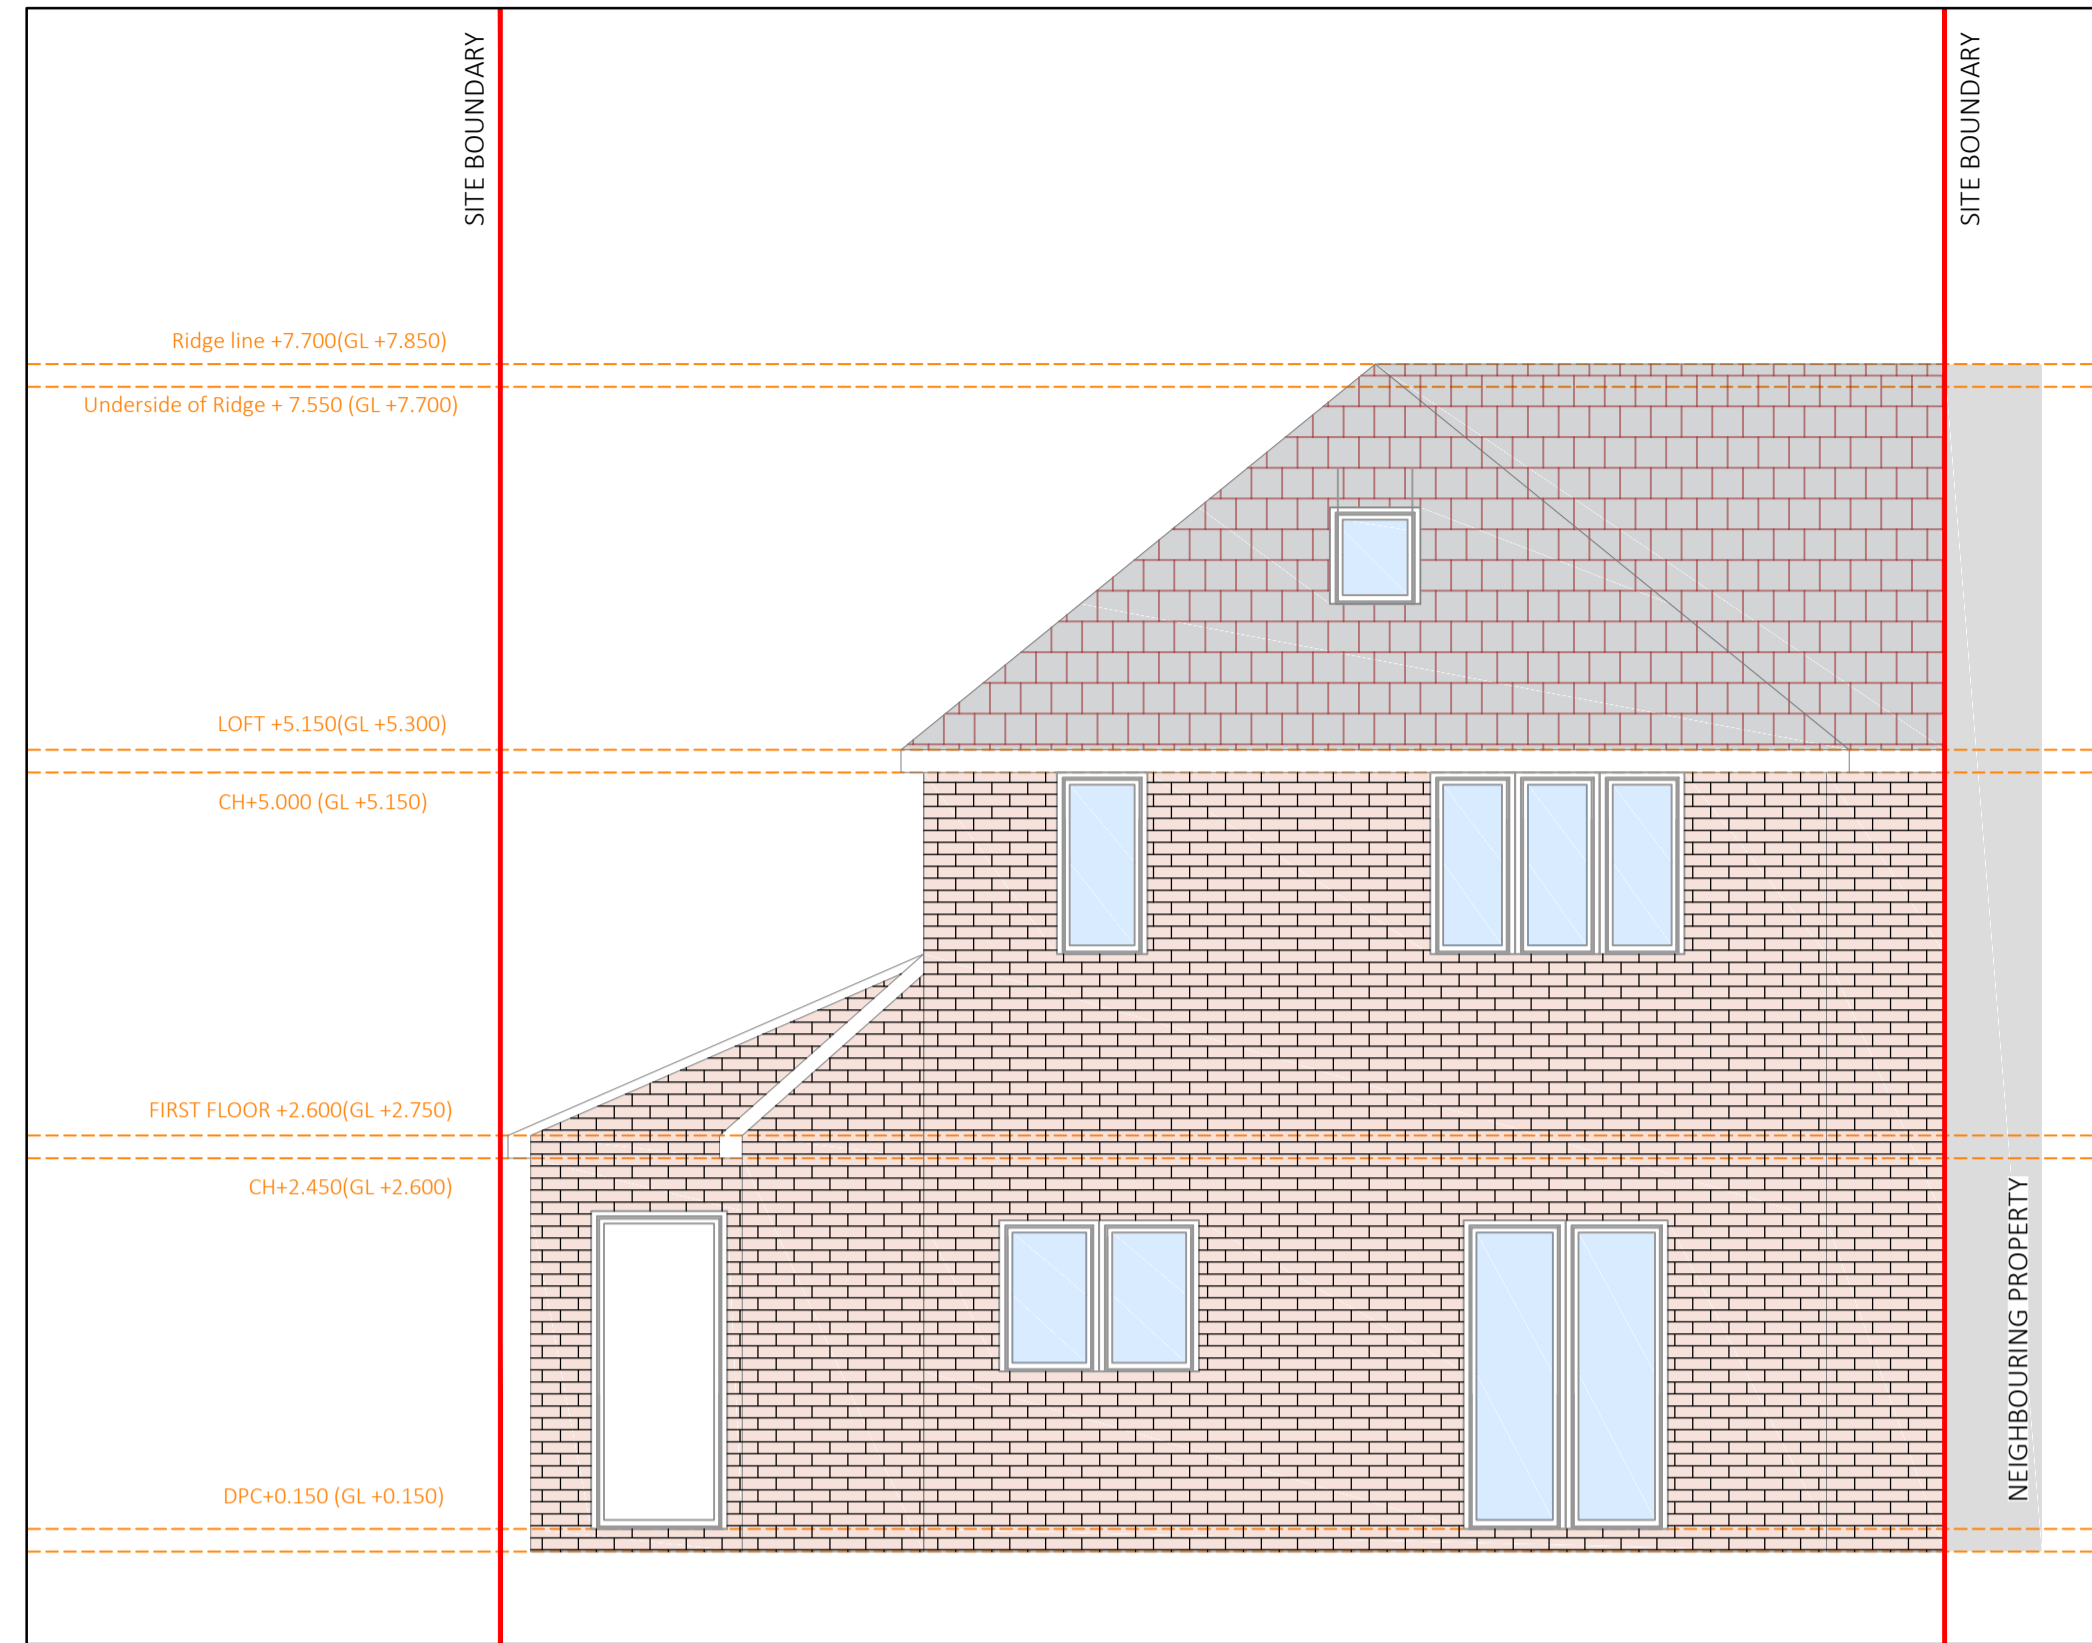 SITE BOUNDARY
SITE BOUNDARY
Ridge line +7.700(GL +7.850)
Underside of Ridge + 7.550 (GL +7.700)
LOFT +5.150(GL +5.300)
CH+5.000 (GL +5.150)
FIRST FLOOR +2.600(GL +2.750)
CH+2.450(GL +2.600)
NEIGHBOURING PROPERTY
DPC+0.150 (GL +0.150)